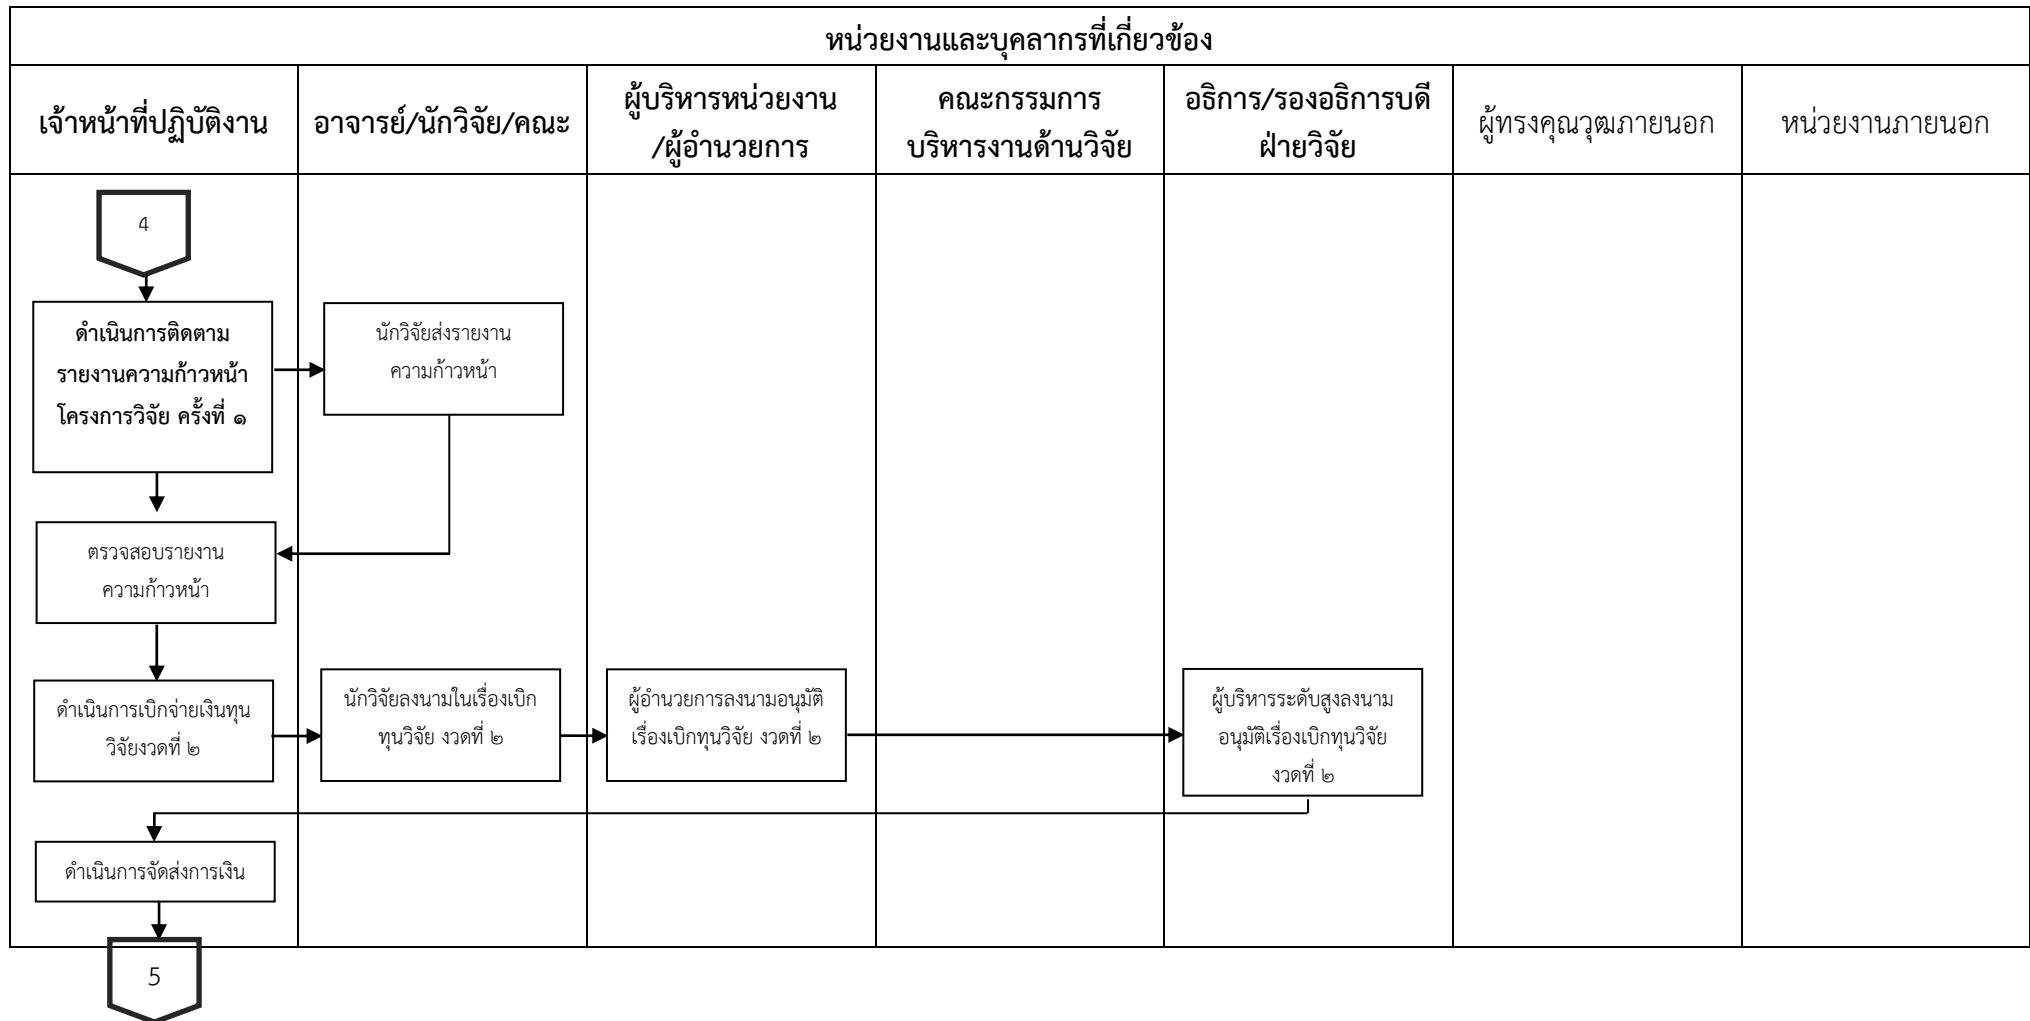 หน่วยงานและบุคลากรที่เกี่ยวข้อง
เจ้าหน้าที่ปฏิบัติงาน
อาจารย์/นักวิจัย/คณะ
ผู้บริหารหน่วยงาน
/ผู้อำนวยการ
คณะกรรมการ
บริหารงานด้านวิจัย
อธิการ/รองอธิการบดี
ฝ่ายวิจัย
ผู้ทรงคุณวุฒภายนอก
หน่วยงานภายนอก
4
ดำเนินการติดตาม
รายงานความก้าวหน้า
โครงการวิจัย ครั้งที่ ๑
นักวิจัยส่งรายงาน
ความก้าวหน้า
ตรวจสอบรายงาน
ความก้าวหน้า
ดำเนินการเบิกจ่ายเงินทุน
วิจัยงวดที่ ๒
นักวิจัยลงนามในเรื่องเบิก
ทุนวิจัย งวดที่ ๒
ผู้อำนวยการลงนามอนุมัติ
เรื่องเบิกทุนวิจัย งวดที่ ๒
ผู้บริหารระดับสูงลงนาม
อนุมัติเรื่องเบิกทุนวิจัย
งวดที่ ๒
ดำเนินการจัดส่งการเงิน
5